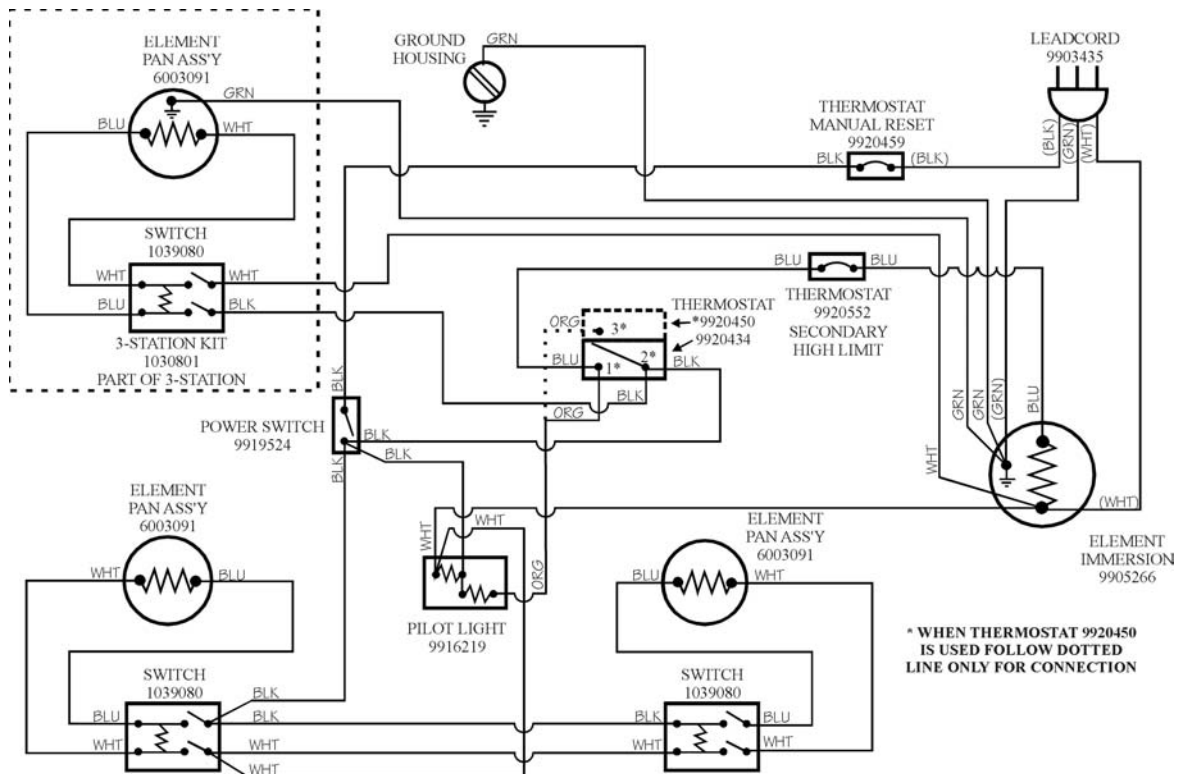 ELEMENT
PAN ASS'Y
6003091
GRN
BLU
WHT
SWITCH
1039080
WHT
WHT
BLU
BLK
3-STATION KIT
1030801
PART OF 3-STATION
GROUND
HOUSING
GRN
LEADCORD
9903435
(BLK)
(GRN)
(WHT)
THERMOSTAT
MANUAL RESET
9920459
BLK
(BLK)
BLU
BLU
THERMOSTAT
9920552
SECONDARY
HIGH LIMIT
THERMOSTAT
*9920450
9920434
ORG
3*
BLU
1*
2*
BLK
BLK
ORG
BLK
POWER SWITCH
9919524
BLK
BLK
BLK
GRN
GRN
(GRN)
BLU
WHT
(WHT)
ELEMENT
IMMERSION
9905266
ELEMENT
PAN ASS'Y
6003091
WHT
BLU
WHT
WHT
ORG
PILOT LIGHT
9916219
ELEMENT
PAN ASS'Y
6003091
BLU
WHT
* WHEN THERMOSTAT 9920450
IS USED FOLLOW DOTTED
LINE ONLY FOR CONNECTION
SWITCH
1039080
BLK
BLU
BLK
WHT
WHT
WHT
SWITCH
1039080
BLK
BLU
WHT
WHT